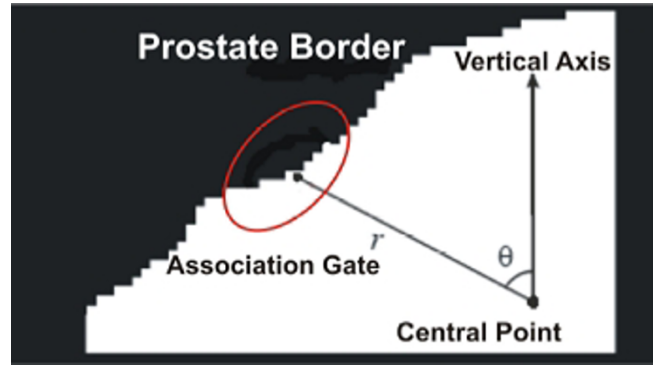 Prostate Border
Vertical Axis
r
θ
Association Gate
Central Point